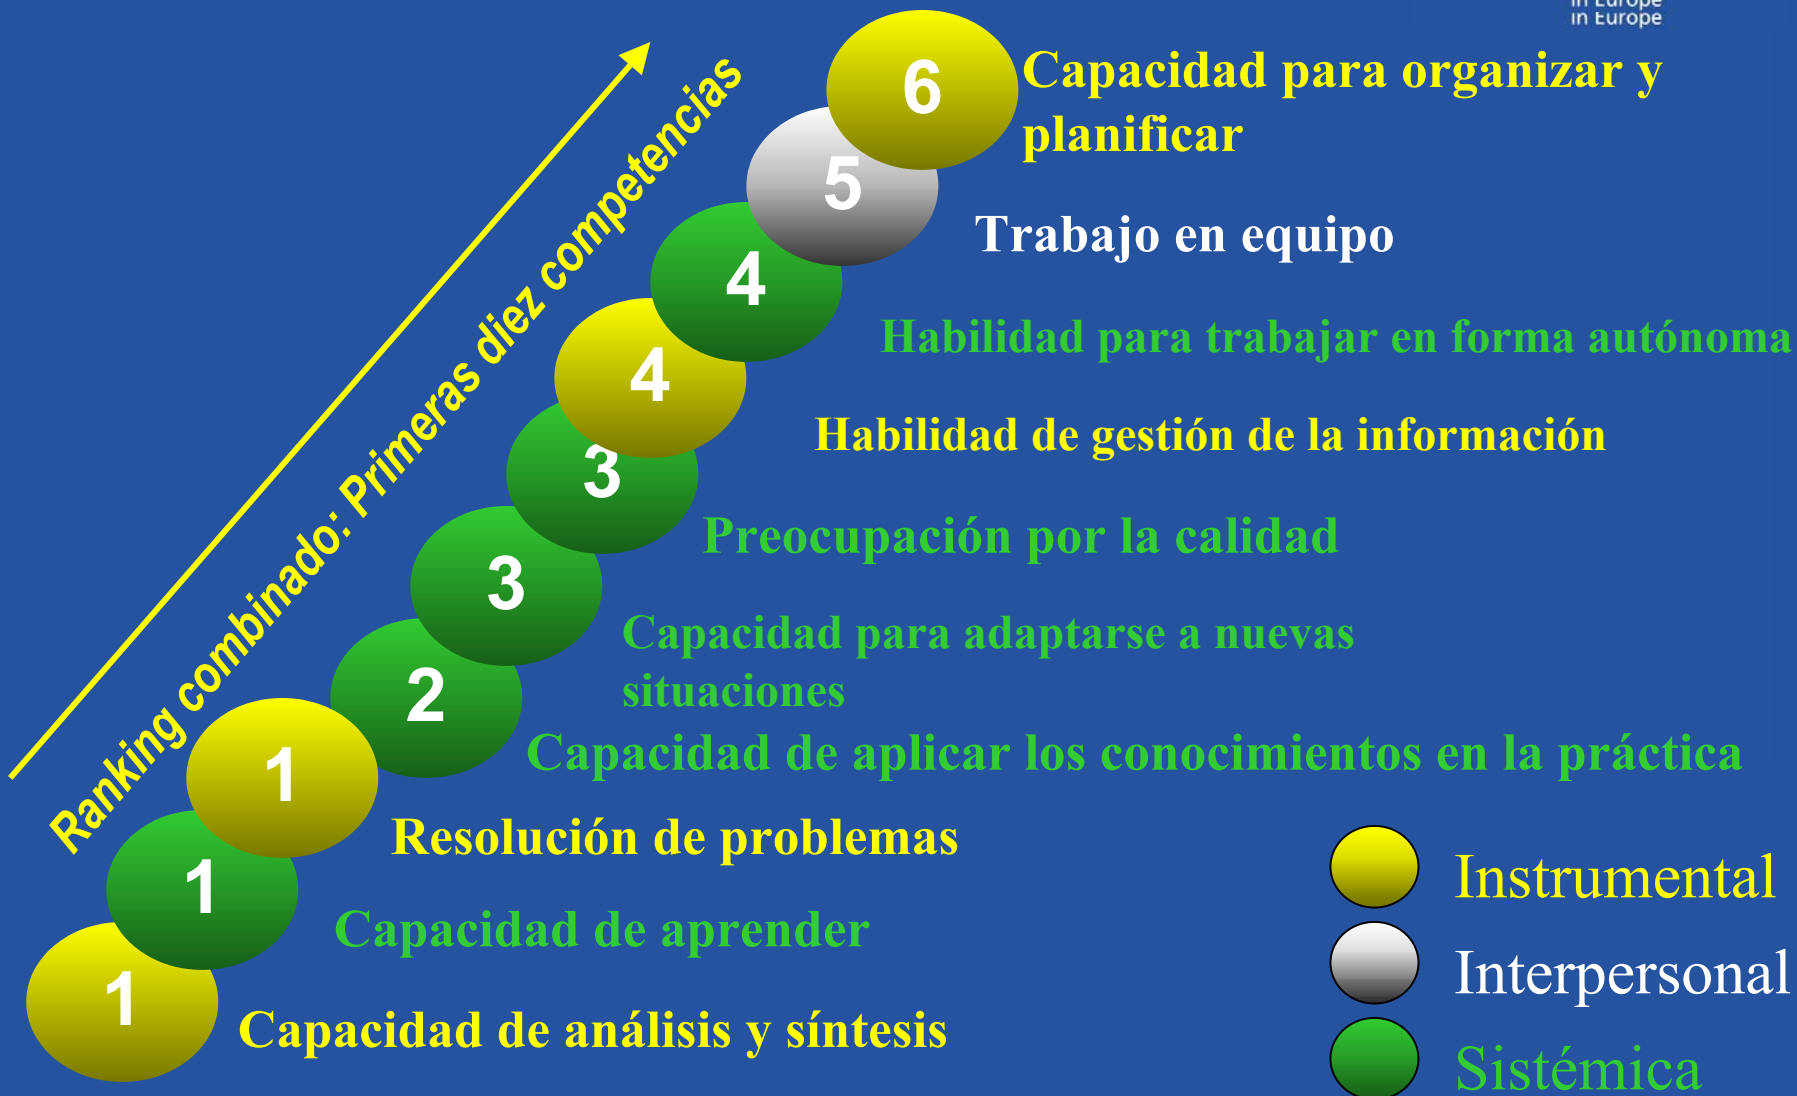 in Europe
in Europe
6
Capacidad para organizar y
planificar
5
Trabajo en equipo
4
Habilidad para trabajar en forma autónoma
4
Habilidad de gestión de la información
3
Preocupación por la calidad
3
Capacidad para adaptarse a nuevas
situaciones
2
Capacidad de aplicar los conocimientos en la práctica
1
Resolución de problemas
1
Capacidad de aprender
1
Capacidad de análisis y síntesis
Ranking combinado: Primeras diez competencias
Instrumental
Interpersonal
Sistémica